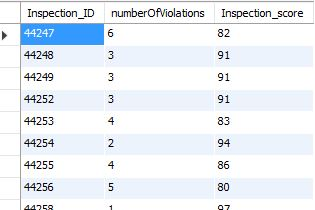 Inspection_ID numberOfViolations Inspection_score
44247 6 82
44248 3 91
44249 3 91
44252 3 91
44253 4 83
44254 2 94
44255 4 86
44256 5 80
44258 1 97